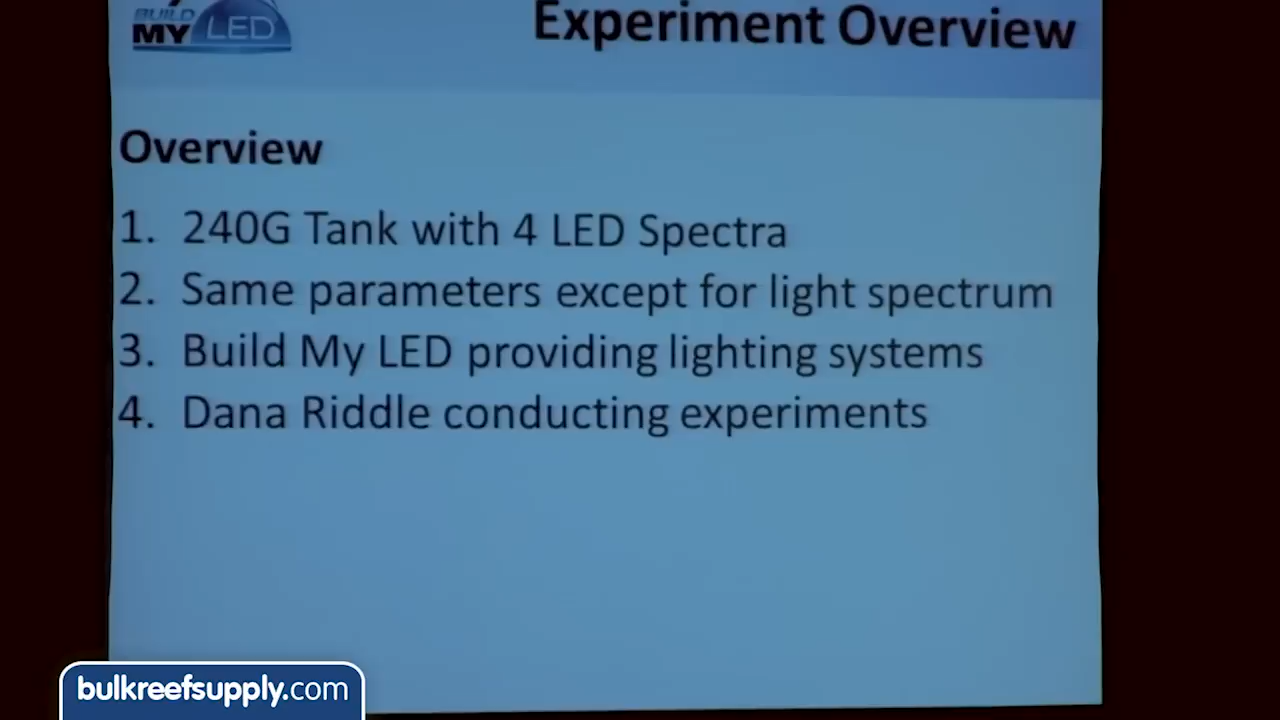 BUILD
MY LED
Experiment Overview
Overview
1. 240G Tank with 4 LED Spectra
2. Same parameters except for light spectrum
3. Build My LED providing lighting systems
4. Dana Riddle conducting experiments
bulkreefsupply.com